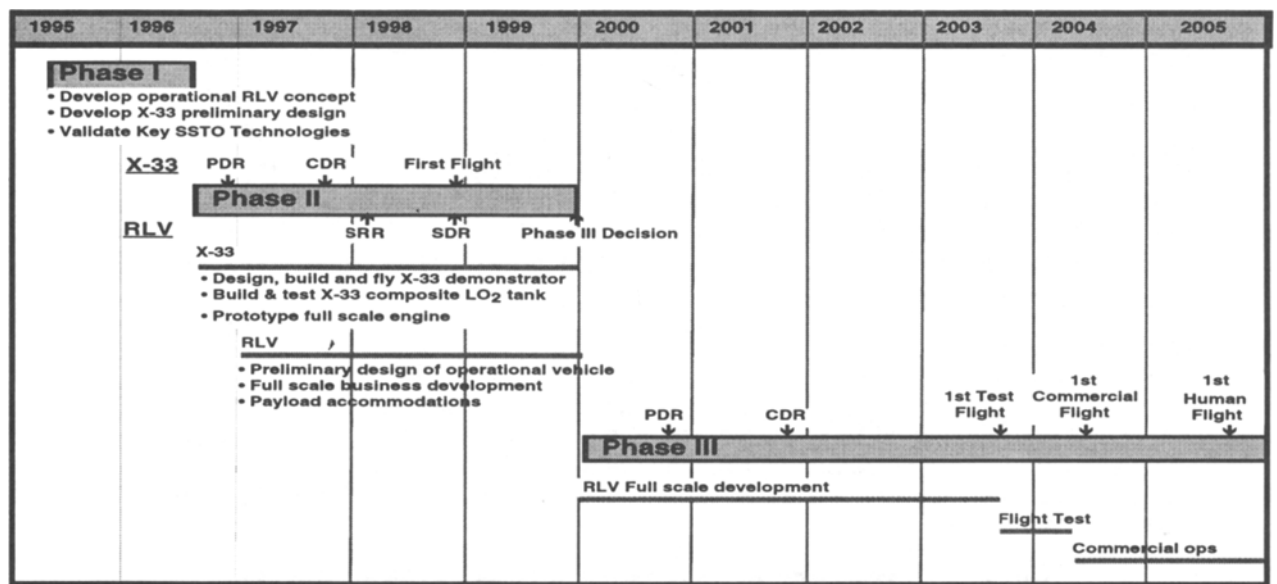 1995 1996 1997 1998 1999 2000 2001 2002 2003 2004 2005
Phase I
• Develop operational RLV concept
• Develop X-33 preliminary design
• Validate Key SSTO Technologies
X-33 PDR CDR First Flight
Phase II
RLV SRR SDR Phase III Decision
X-33
• Design, build and fly X-33 demonstrator
• Build & test X-33 composite LO2 tank
• Prototype full scale engine
RLV
• Preliminary design of operational vehicle
• Full scale business development
• Payload accommodations
PDR CDR
1st Test
Flight
1st
Commercial
Flight
1st
Human
Flight
Phase III
RLV Full scale development
Flight Test
Commercial ops